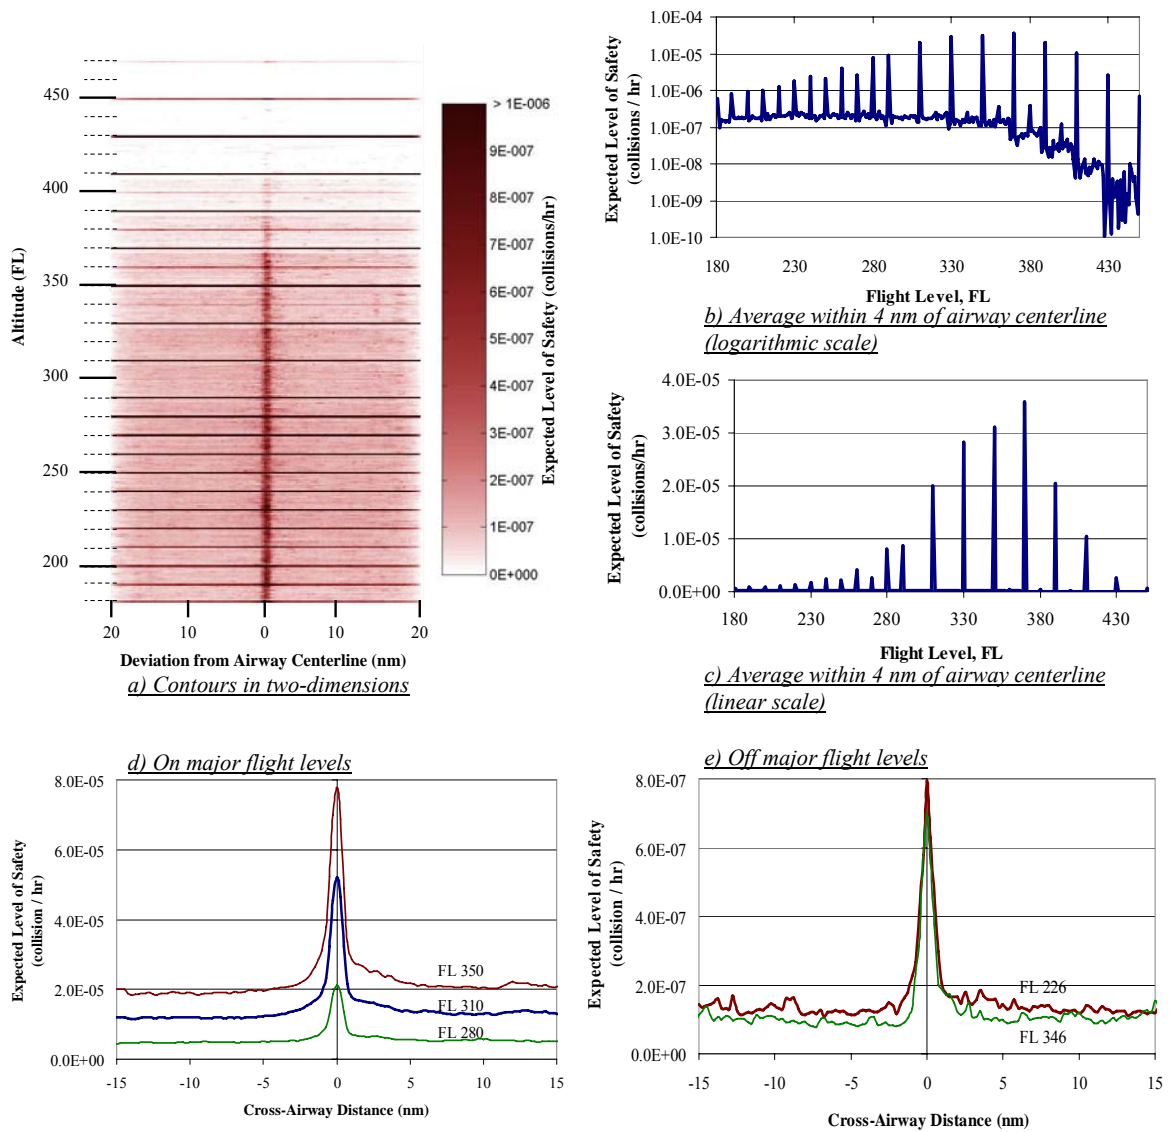 450
400
350
300
250
200
Altitude (FL)
20
10
0
10
20
Deviation from Airway Centerline (nm)
a) Contours in two-dimensions
> 1E-006
9E-007
8E-007
7E-007
6E-007
5E-007
4E-007
3E-007
2E-007
1E-007
0E+000
Expected Level of Safety (collisions/hr)
1.0E-04
1.0E-05
1.0E-06
1.0E-07
1.0E-08
1.0E-09
1.0E-10
Expected Level of Safety
(collisions / hr)
180
230
280
330
380
430
Flight Level, FL
b) Average within 4 nm of airway centerline
(logarithmic scale)
4.0E-05
3.0E-05
2.0E-05
1.0E-05
0.0E+00
Expected Level of Safety
(collisions/hr)
180
230
280
330
380
430
Flight Level, FL
c) Average within 4 nm of airway centerline
(linear scale)
d) On major flight levels
8.0E-05
6.0E-05
4.0E-05
2.0E-05
0.0E+00
Expected Level of Safety
(collision / hr)
FL 350
FL 310
FL 280
-15
-10
-5
0
5
10
15
Cross-Airway Distance (nm)
e) Off major flight levels
8.0E-07
6.0E-07
4.0E-07
2.0E-07
0.0E+00
Expected Level of Safety
(collision / hr)
FL 226
FL 346
-15
-10
-5
0
5
10
15
Cross-Airway Distance (nm)